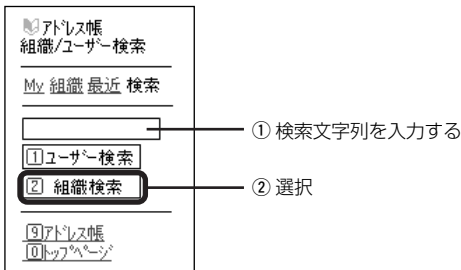 ｱﾄﾞﾚｽ帳
組織/ﾕｰｻﾞｰ検索
My 組織 最近 検索
① 検索文字列を入力する
1ﾕｰｻﾞｰ検索
2 組織検索
② 選択
9ｱﾄﾞﾚｽ帳
0ﾄｯﾌﾟﾍﾟｰｼﾞ